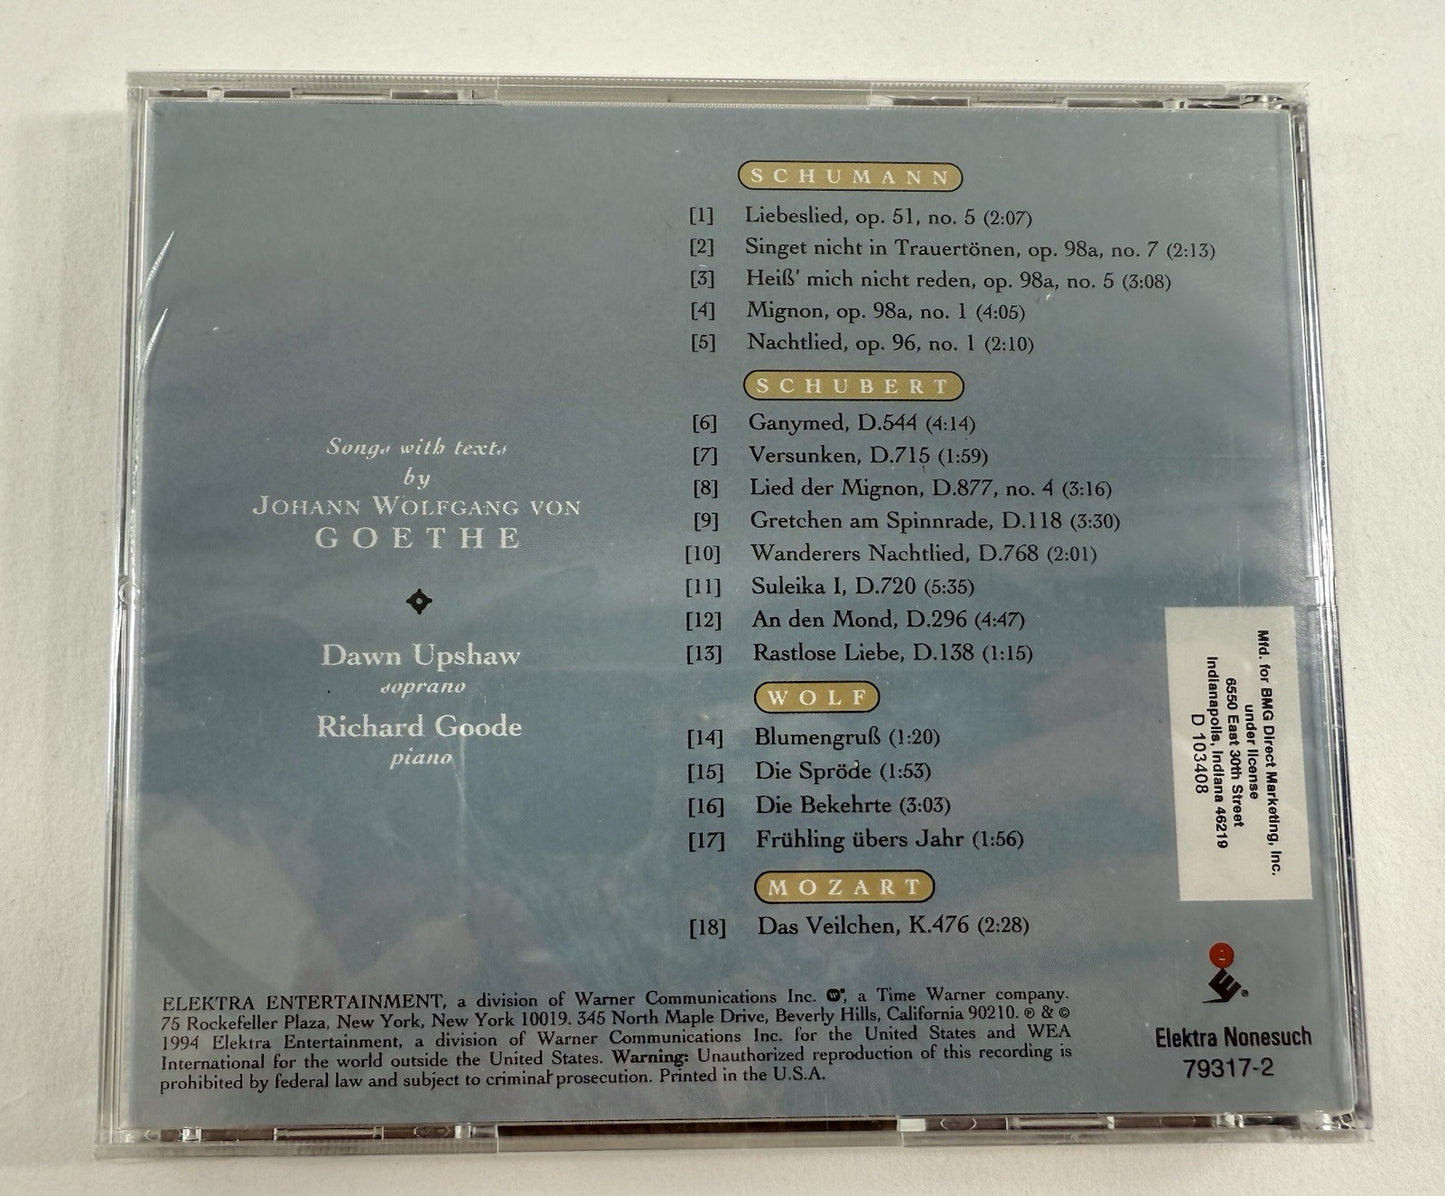 SCHUMANN
[1] Liebeslied, op. 51, no. 5 (2:07)
[2] Singet nicht in Trauertönen, op. 98a, no. 7 (2:13)
[3] Heiß' mich nicht reden, op. 98a, no. 5 (3:08)
[4] Mignon, op. 98a, no. 1 (4:05)
[5] Nachtlied, op. 96, no. 1 (2:10)
SCHUBERT
[6] Ganymed, D.544 (4:14)
[7] Versunken, D.715 (1:59)
[8] Lied der Mignon, D.877, no. 4 (3:16)
[9] Gretchen am Spinnrade, D.118 (3:30)
[10] Wanderers Nachtlied, D.768 (2:01)
[11] Suleika I, D.720 (5:35)
[12] An den Mond, D.296 (4:47)
[13] Rastlose Liebe, D.138 (1:15)
WOLF
[14] Blumengruß (1:20)
[15] Die Spröde (1:53)
[16] Die Bekehrte (3:03)
[17] Frühling übers Jahr (1:56)
MOZART
[18] Das Veilchen, K.476 (2:28)
Songs with texts
by
JOHANN WOLFGANG VON
GOETHE
Dawn Upshaw
soprano
Richard Goode
piano
Mfd. for BMG Direct Marketing, Inc.
under license
6550 East 30th Street
Indianapolis, Indiana 46219
D 103408
ELEKTRA ENTERTAINMENT, a division of Warner Communications Inc. W, a Time Warner company.
75 Rockefeller Plaza, New York, New York 10019. 345 North Maple Drive, Beverly Hills, California 90210. ℗ & ©
1994 Elektra Entertainment, a division of Warner Communications Inc. for the United States and WEA
International for the world outside the United States. Warning: Unauthorized reproduction of this recording is
prohibited by federal law and subject to criminal prosecution. Printed in the U.S.A.
E®
Elektra Nonesuch
79317-2